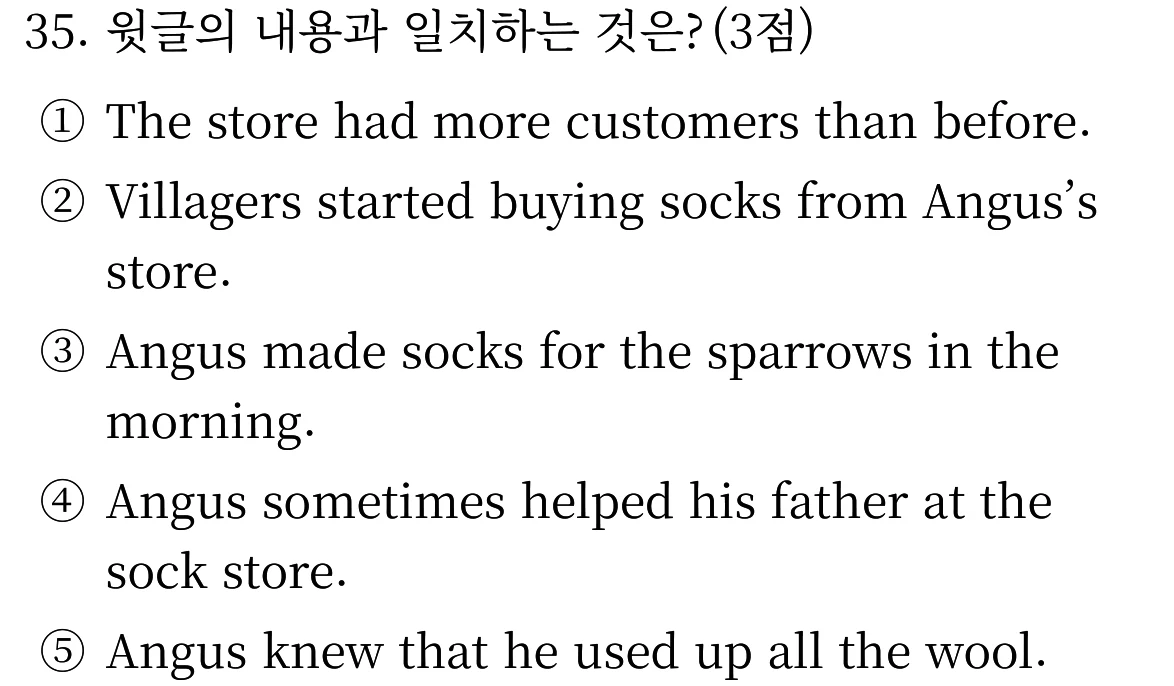 35. 윗글의 내용과 일치하는 것은?(3점)
① The store had more customers than before.
② Villagers started buying socks from Angus’s
store.
③ Angus made socks for the sparrows in the
morning.
④ Angus sometimes helped his father at the
sock store.
⑤ Angus knew that he used up all the wool.